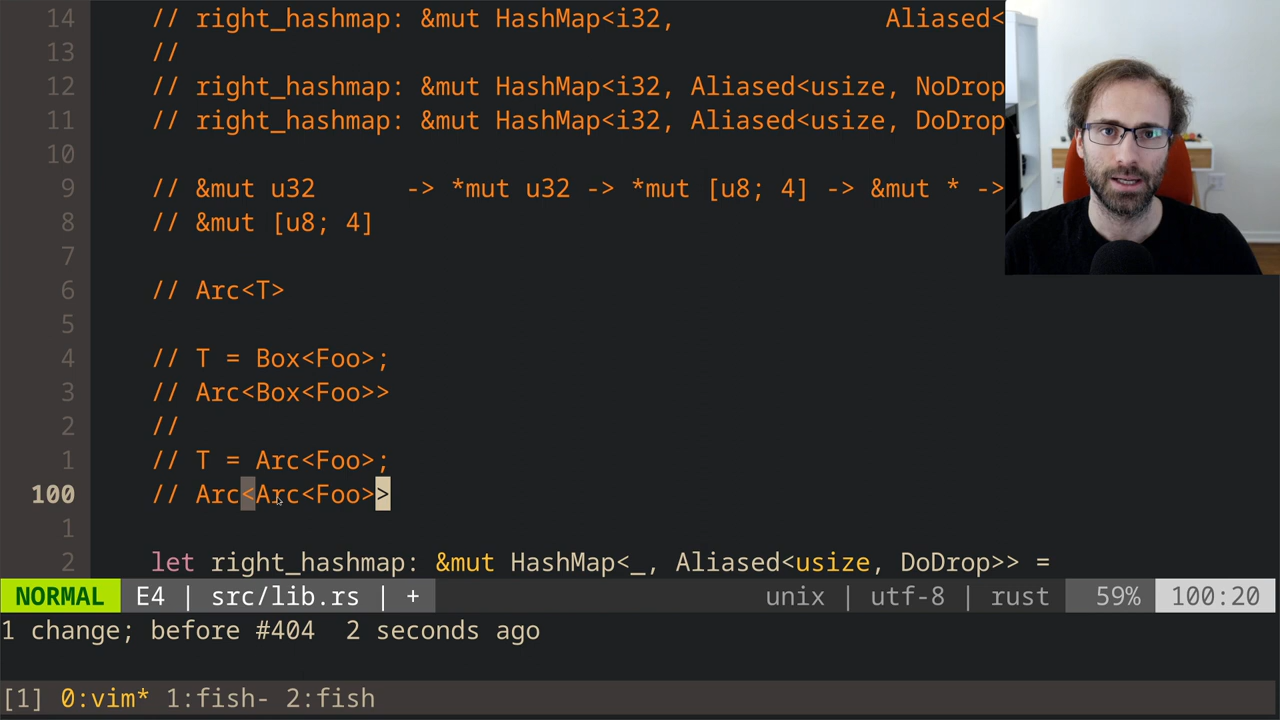 14 // right_hashmap: &mut HashMap<i32, Aliased<
13 //
12 // right_hashmap: &mut HashMap<i32, Aliased<usize, NoDrop
11 // right_hashmap: &mut HashMap<i32, Aliased<usize, DoDrop
10
9 // &mut u32 -> *mut u32 -> *mut [u8; 4] -> &mut * ->
8 // &mut [u8; 4]
7
6 // Arc<T>
5
4 // T = Box<Foo>;
3 // Arc<Box<Foo>>
2 //
1 // T = Arc<Foo>;
100 // Arc<Arc<Foo>>
1
2 let right_hashmap: &mut HashMap<_, Aliased<usize, DoDrop>> =
NORMAL E4 | src/lib.rs | + unix | utf-8 | rust 59% 100:20
1 change; before #404 2 seconds ago
[1] 0:vim* 1:fish- 2:fish